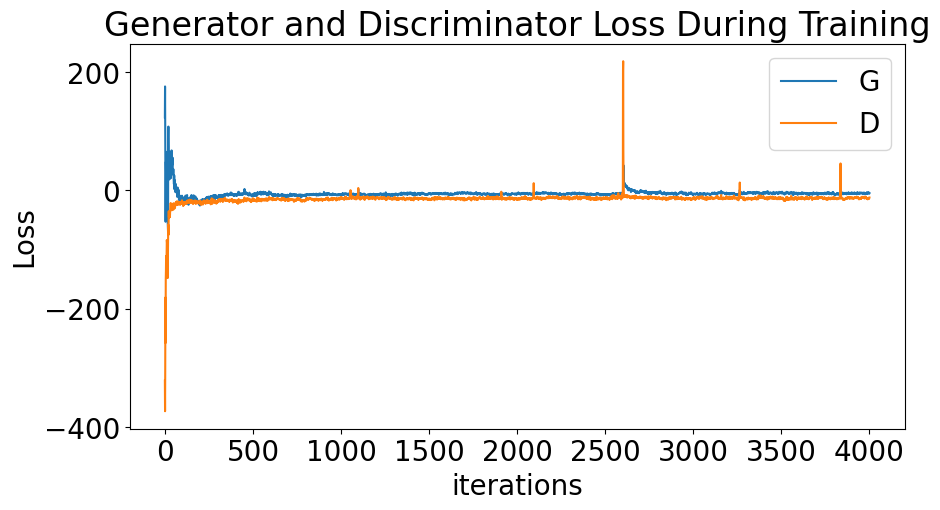 Generator and Discriminator Loss During Training
G
D
Loss
200
0
−200
−400
0 500 1000 1500 2000 2500 3000 3500 4000
iterations